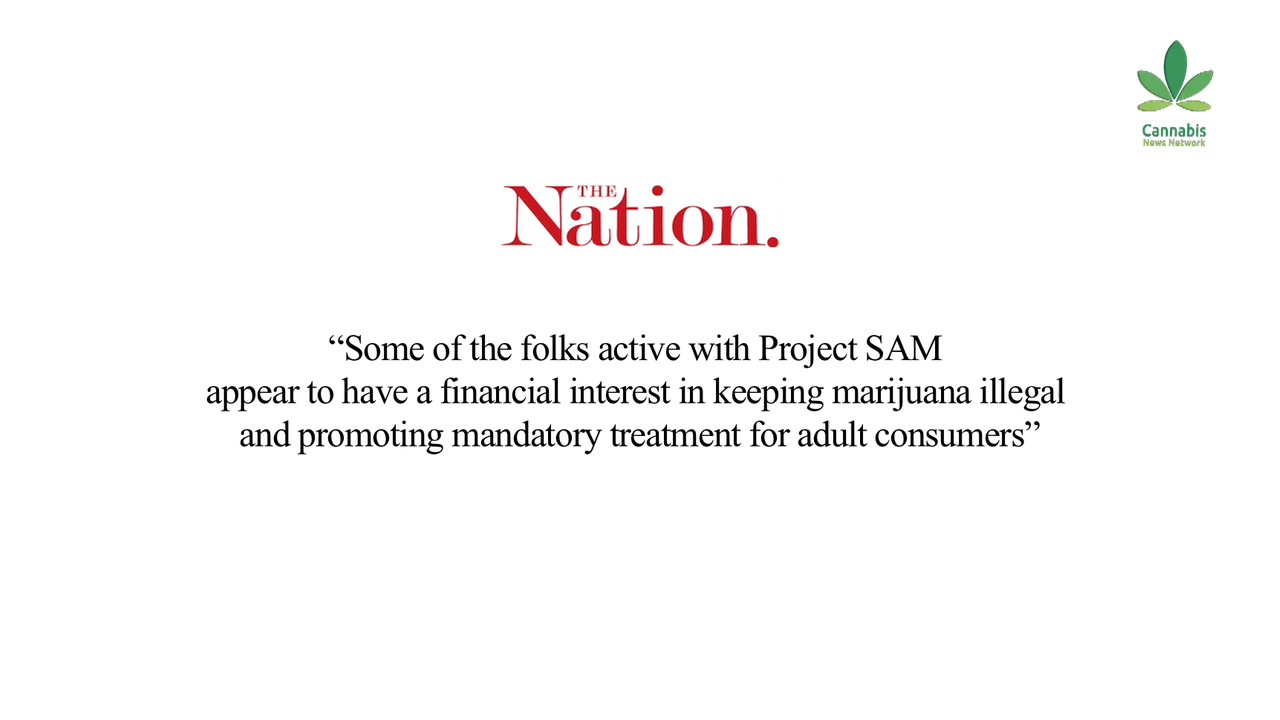 Cannabis
News Network
THE
Nation.
“Some of the folks active with Project SAM
appear to have a financial interest in keeping marijuana illegal
and promoting mandatory treatment for adult consumers”